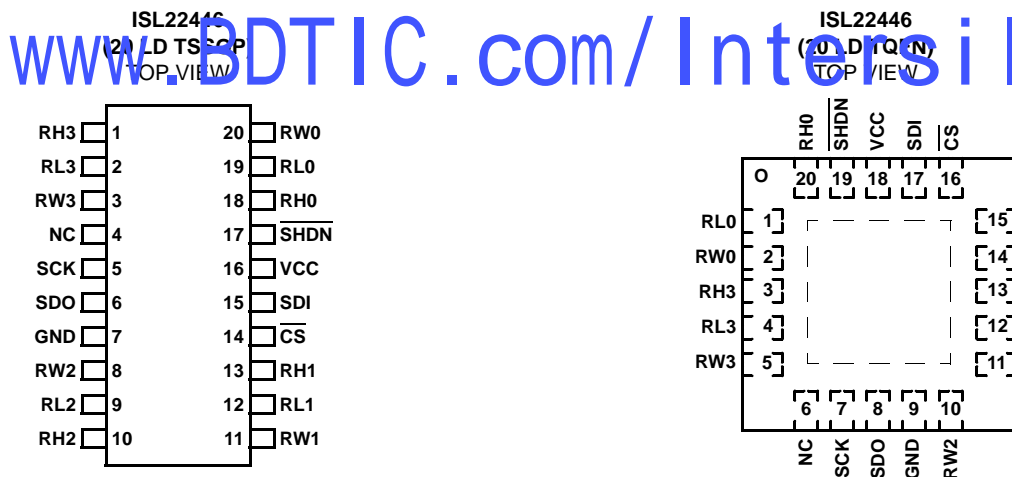 ISL22446
(20 LD TSSOP)
TOP VIEW
RH3 1 20 RW0
RL3 2 19 RL0
RW3 3 18 RH0
NC 4 17 SHDN
SCK 5 16 VCC
SDO 6 15 SDI
GND 7 14 CS
RW2 8 13 RH1
RL2 9 12 RL1
RH2 10 11 RW1
ISL22446
(20 LD TQFN)
TOP VIEW
RH0 SHDN VCC SDI CS
O 20 19 18 17 16
RL0 1 15
RW0 2 14
RH3 3 13
RL3 4 12
RW3 5 11
6 7 8 9 10
NC SCK SDO GND RW2
www.BDTIC.com/Intersil